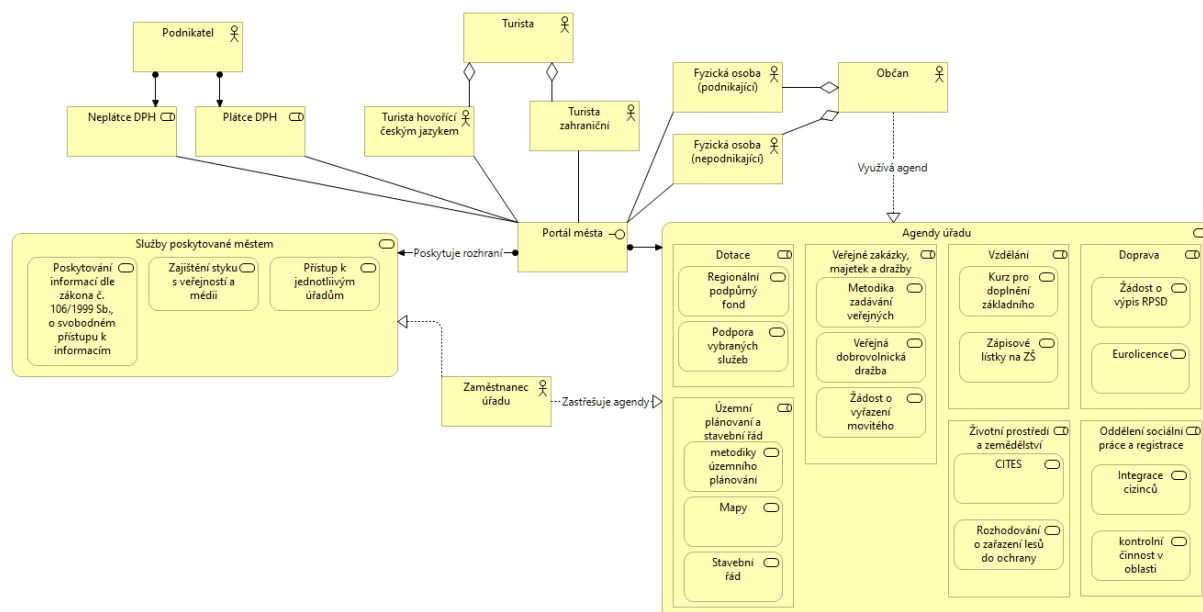 Podnikatel
Turista
Neplátce DPH
Plátce DPH
Turista hovořící
českým jazykem
Turista
zahraniční
Fyzická osoba
(podnikající)
Občan
Fyzická osoba
(nepodnikající)
Využívá agend
Portál města
Poskytuje rozhraní
Služby poskytované městem
Poskytování
informací dle
zákona č.
106/1999 Sb.,
o svobodném
přístupu k
informacím
Zajištění styku
s veřejností a
médii
Přístup k
jednotliivým
úřadům
Zaměstnanec
úřadu
Zastřešuje agendy
Agendy úřadu
Dotace
Regionální
podpůrný
fond
Podpora
vybraných
služeb
Veřejné zakázky,
majetek a dražby
Metodika
zadávání
veřejných
Veřejná
dobrovolnická
dražba
Žádost o
vyřazení
movitého
Vzdělání
Kurz pro
doplnění
základního
Zápisové
lístky na ZŠ
Doprava
Žádost o
výpis RPSD
Eurolicence
Územní
plánovaní a
stavební řád
metodiky
územního
plánování
Mapy
Stavební
řád
Životní prostředí
a zemědělství
CITES
Rozhodování
o zařazení lesů
do ochrany
Oddělení sociální
práce a registrace
Integrace
cizinců
kontrolní
činnost v
oblasti